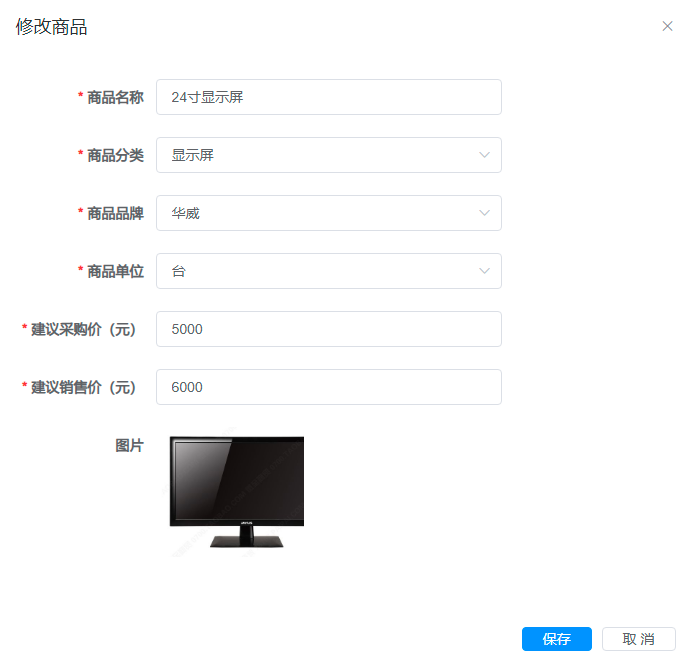 修改商品
* 商品名称 24寸显示屏
* 商品分类 显示屏
* 商品品牌 华威
* 商品单位 台
* 建议采购价（元） 5000
* 建议销售价（元） 6000
图片
保存 取 消